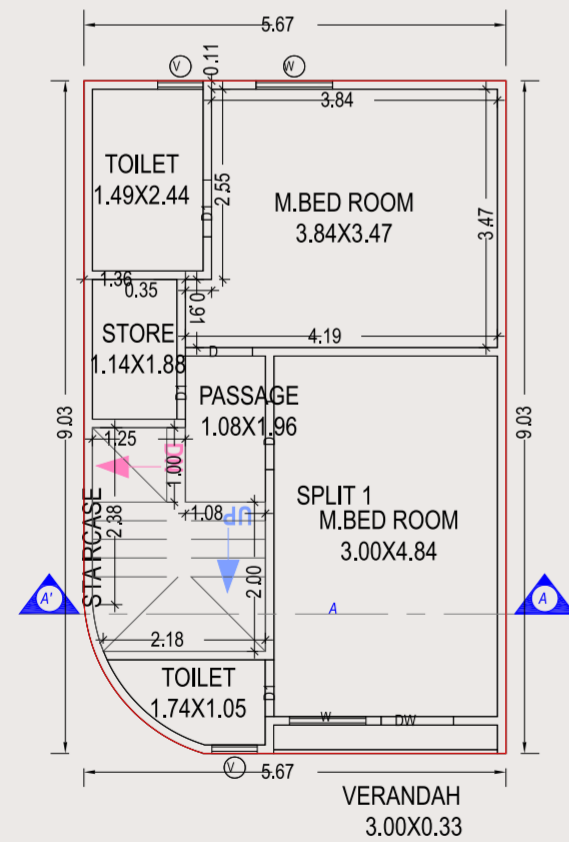 5.67
V
0.11
W
3.84
TOILET
1.49X2.44
D1
2.55
M.BED ROOM
3.84X3.47
3.47
1.36
0.35
0.91
STORE
1.14X1.88
4.19
D
D1
PASSAGE
1.08X1.96
D
9.03
9.03
1.25
DN
1.00
1.08
UP
SPLIT 1
M.BED ROOM
3.00X4.84
STAIRCASE
2.38
2.00
A'
A
A
2.18
TOILET
1.74X1.05
D1
W
DW
V
5.67
VERANDAH
3.00X0.33